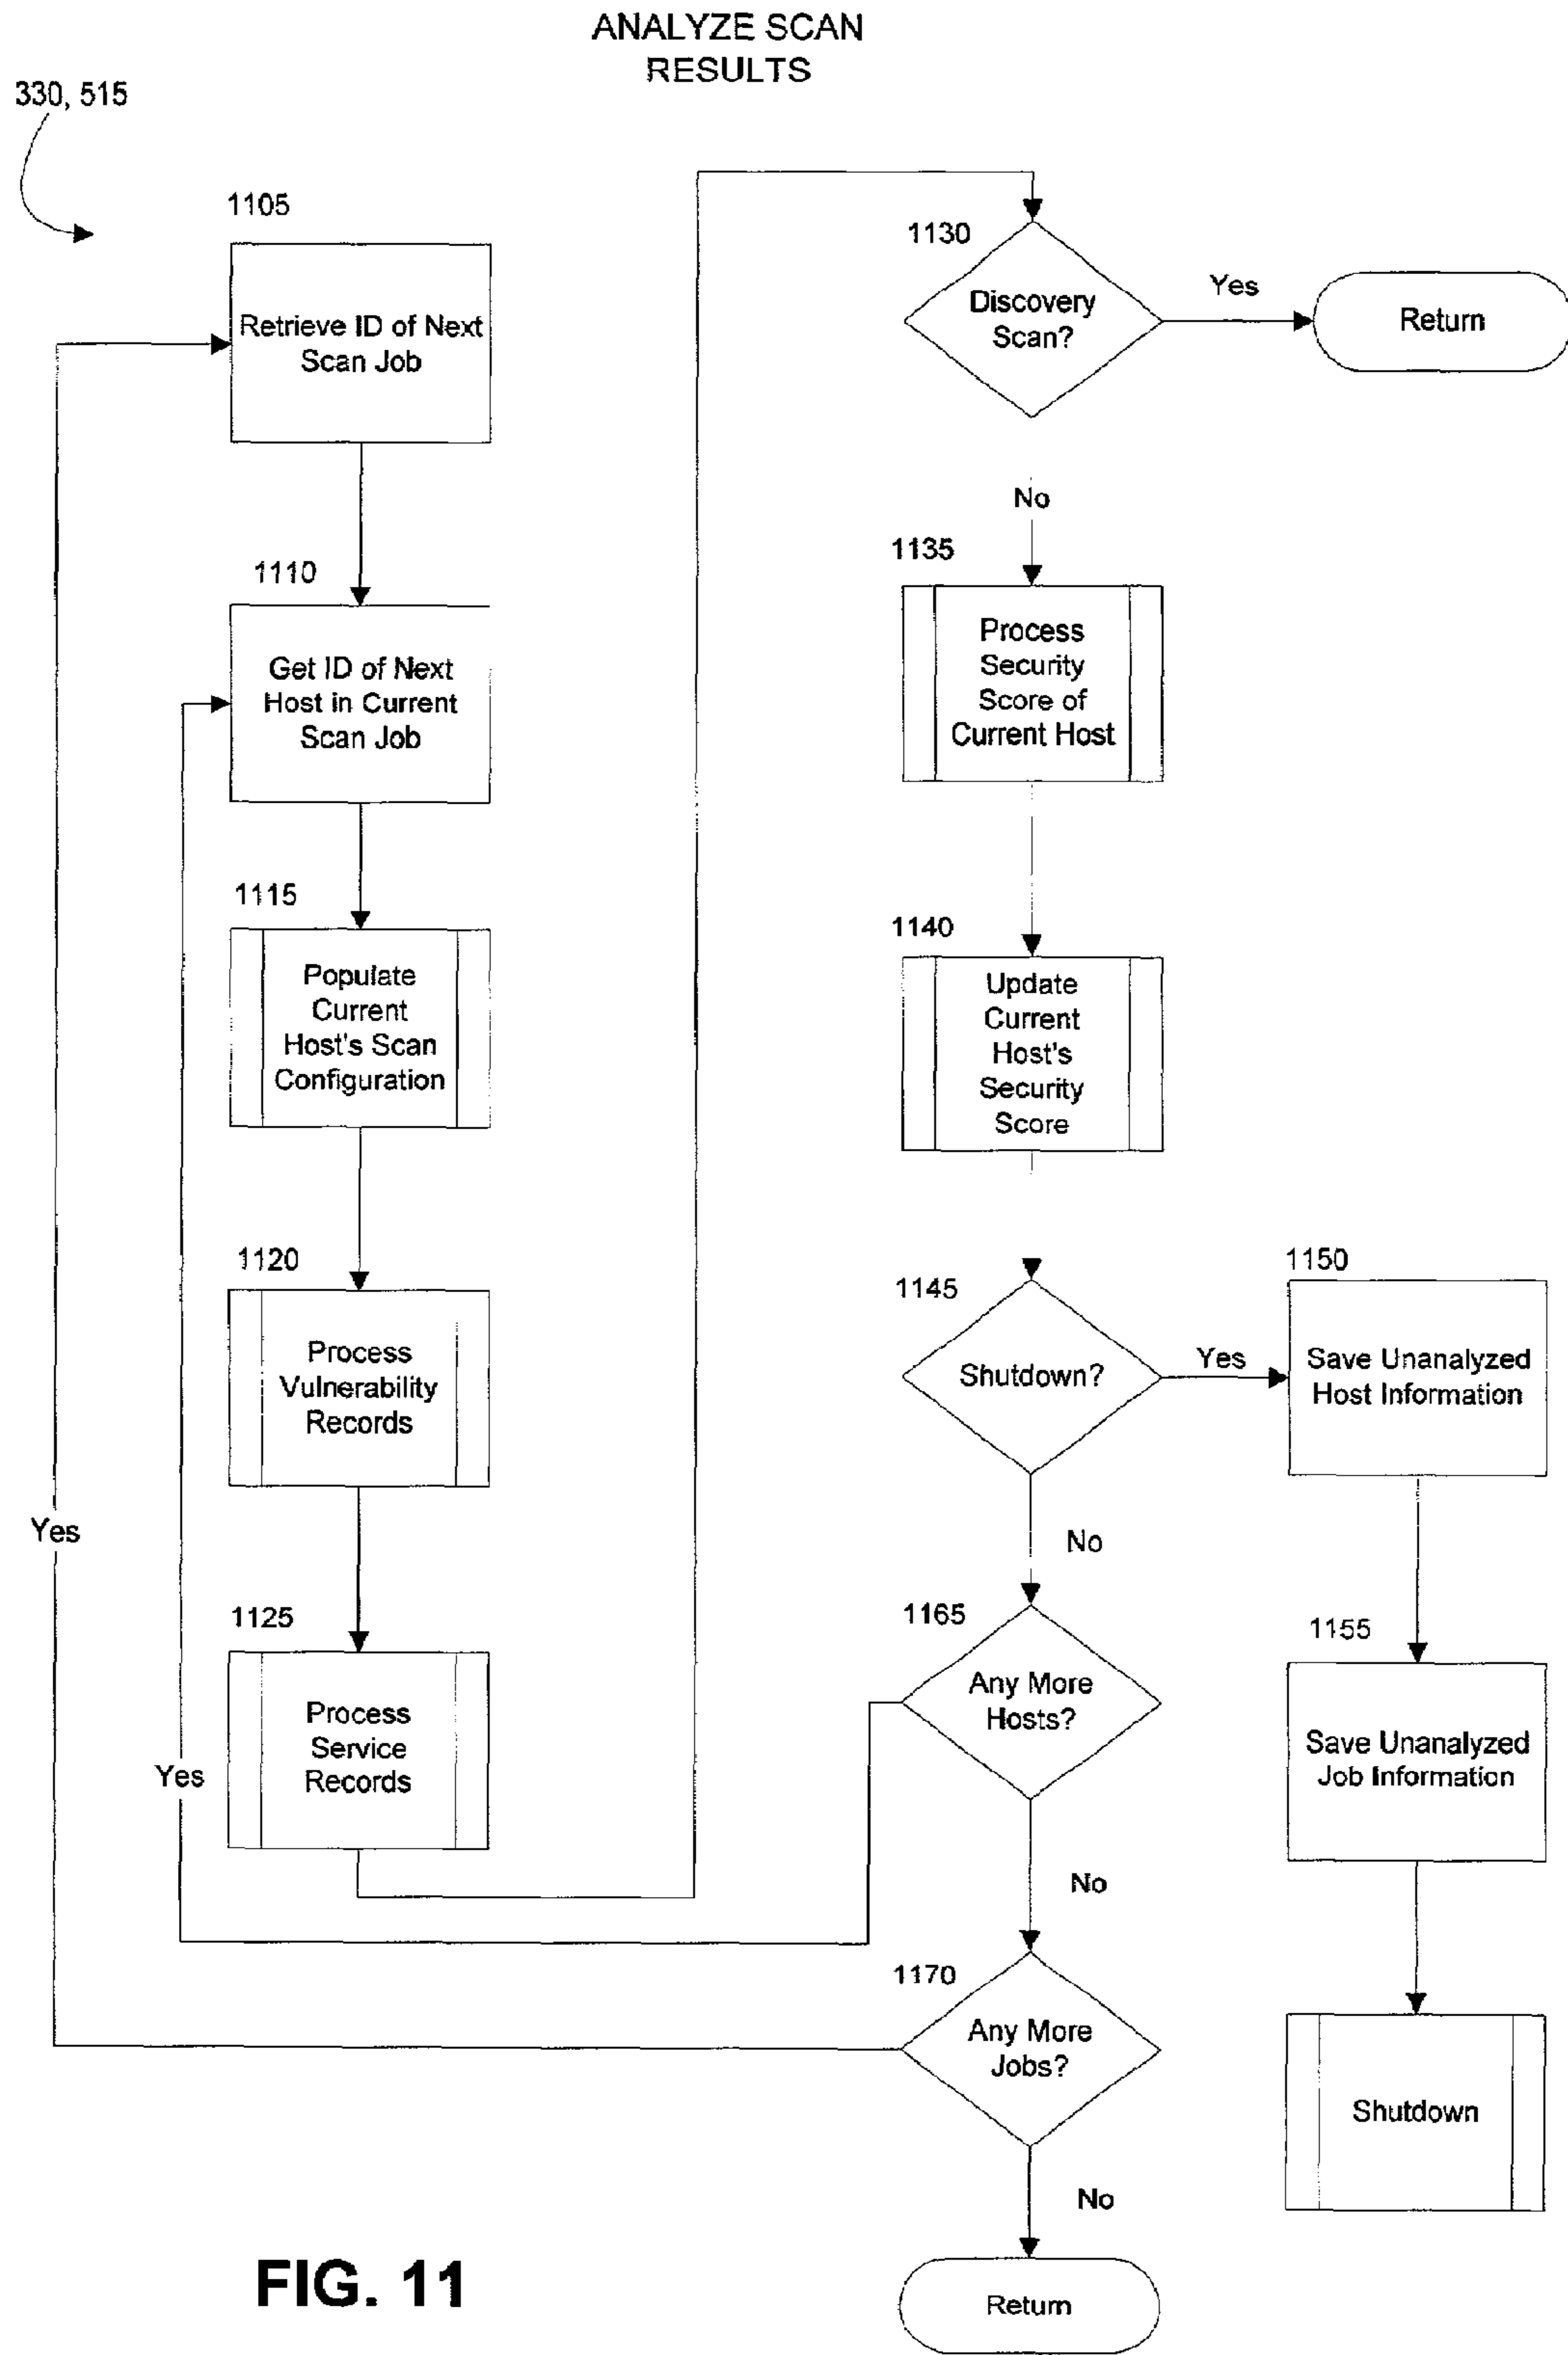 ANALYZE SCAN
RESULTS
330, 515
1105
Retrieve ID of Next
Scan Job
1110
Get ID of Next
Host in Current
Scan Job
1115
Populate
Current
Host's Scan
Configuration
1120
Process
Vulnerability
Records
1125
Process
Service
Records
Yes
Yes
1130
Discovery
Scan?
Yes
Return
No
1135
Process
Security
Score of
Current Host
1140
Update
Current
Host's
Security
Score
1145
Shutdown?
Yes
1150
Save Unanalyzed
Host Information
No
1165
Any More
Hosts?
1155
Save Unanalyzed
Job Information
No
1170
Any More
Jobs?
Shutdown
No
Return
FIG. 11